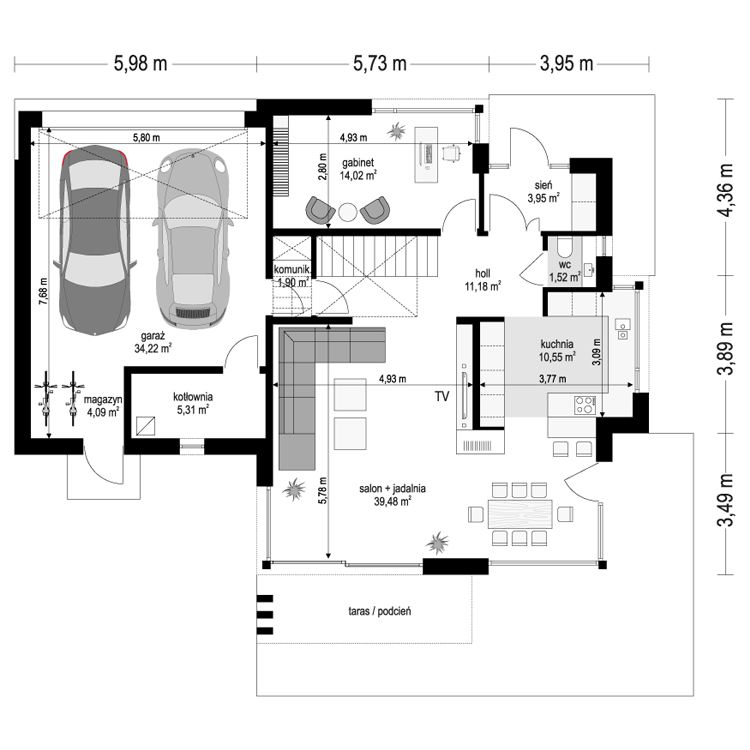 5,98 m 5,73 m 3,95 m
5,80 m
4,93 m
2,80 m
gabinet
14,02 m²
sień
3,95 m²
4,36 m
komunik.
1,90 m²
holl
11,18 m²
wc
1,52 m²
7,68 m
garaż
34,22 m²
kuchnia
10,55 m²
3,09 m
3,89 m
4,93 m
3,77 m
TV
magazyn
4,09 m²
kotłownia
5,31 m²
5,78 m
salon + jadalnia
39,48 m²
3,49 m
taras / podcień